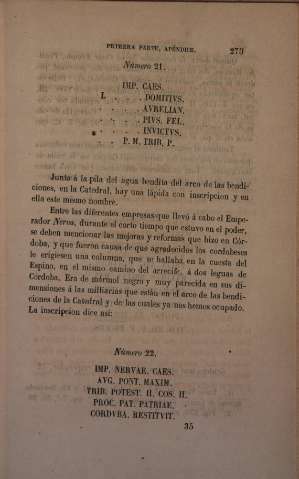 PRIMERA PARTE, APÉNDICE. 273
Número 21.
IMP. CAES.
L . . . . DOMITIVS.
. . . . AVRELIAN.
. . . . PIVS. FEL.
. . . . INVICTVS.
. . P. M. TRIB. P.
Junto á la pila del agua bendita del arco de las bendi-
ciones, en la Catedral, hay una lápida con inscripcion y en
ella este mismo nombre.
Entre las diferentes empresas que llevó á cabo el Empe-
rador Nerva, durante el corto tiempo que estuvo en el poder,
se deben mencionar las mejoras y reformas que hizo en Cór-
doba, y que fueron causa de que agradecidos los cordobeses
le erigiesen una columna, que se hallaba en la cuesta del
Espino, en el mismo camino del arrecife, á dos leguas de
Córdoba. Era de mármol negro y muy parecida en sus di-
mensiones á las miliarias que están en el arco de las bendi-
ciones de la Catedral y de las cuales ya nos hemos ocupado.
La inscripcion dice así:
Número 22.
IMP. NERVAE. CAES.
AVG. PONT. MAXIM.
TRIB. POTEST. II. COS. II.
PROC. PAT. PATRIAE.
CORDVBA. RESTITVIT.
35